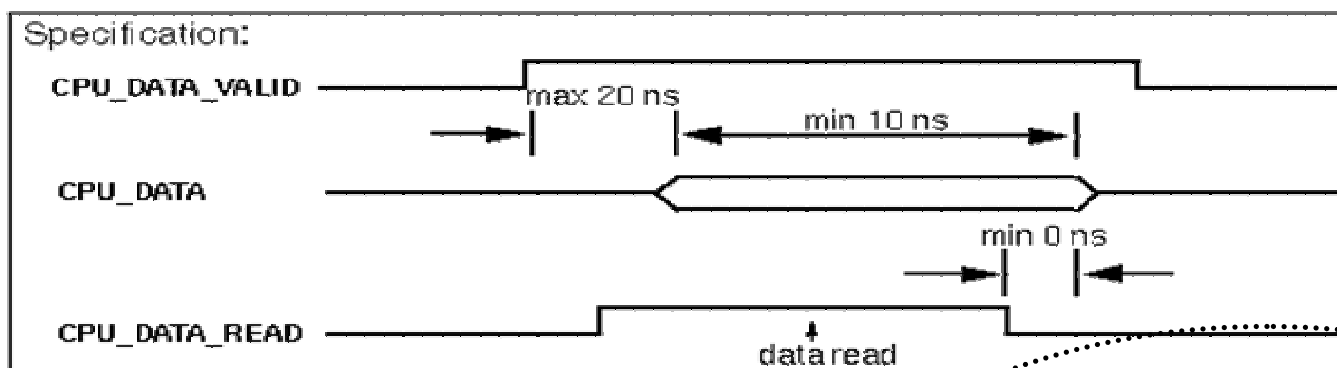 Specification:
CPU_DATA_VALID
max 20 ns
min 10 ns
CPU_DATA
min 0 ns
CPU_DATA_READ
data read